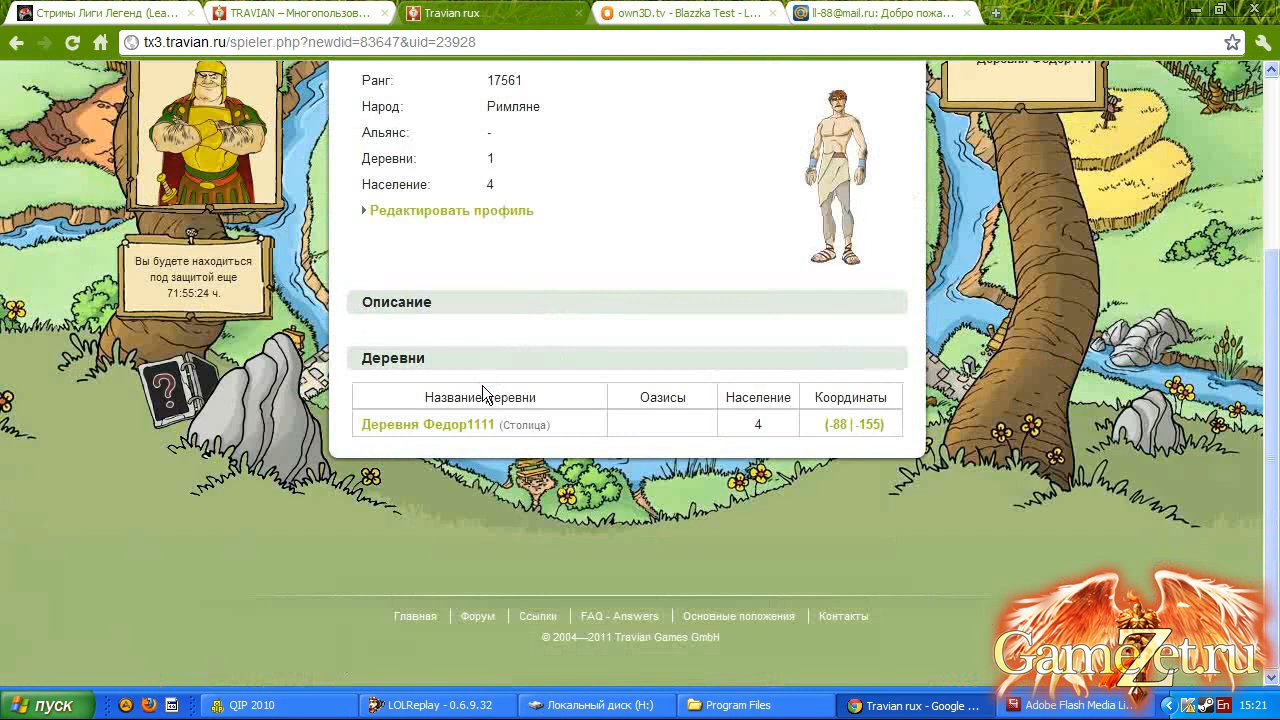 Стримы Лиги Легенд (Lea...
TRAVIAN – Многопользов...
Travian rux
own3D.tv - Blazzka Test - L...
ll-88@mail.ru: Добро пожа...
tx3.travian.ru/spieler.php?newdid=83647&uid=23928
Ранг: 17561
Народ: Римляне
Альянс: -
Деревни: 1
Население: 4
Редактировать профиль
Вы будете находиться
под защитой еще
71:55:24 ч.
Описание
Деревни
Название деревни Оазисы Население Координаты
Деревня Федор1111 (Столица) 4 (-88|-155)
Главная Форум Ссылки FAQ - Answers Основные положения Контакты
© 2004—2011 Travian Games GmbH
GameZet.ru
пуск
QIP 2010
LOLReplay - 0.6.9.32
Локальный диск (H:)
Program Files
Travian rux - Google ...
Adobe Flash Media Li...
En
15:21